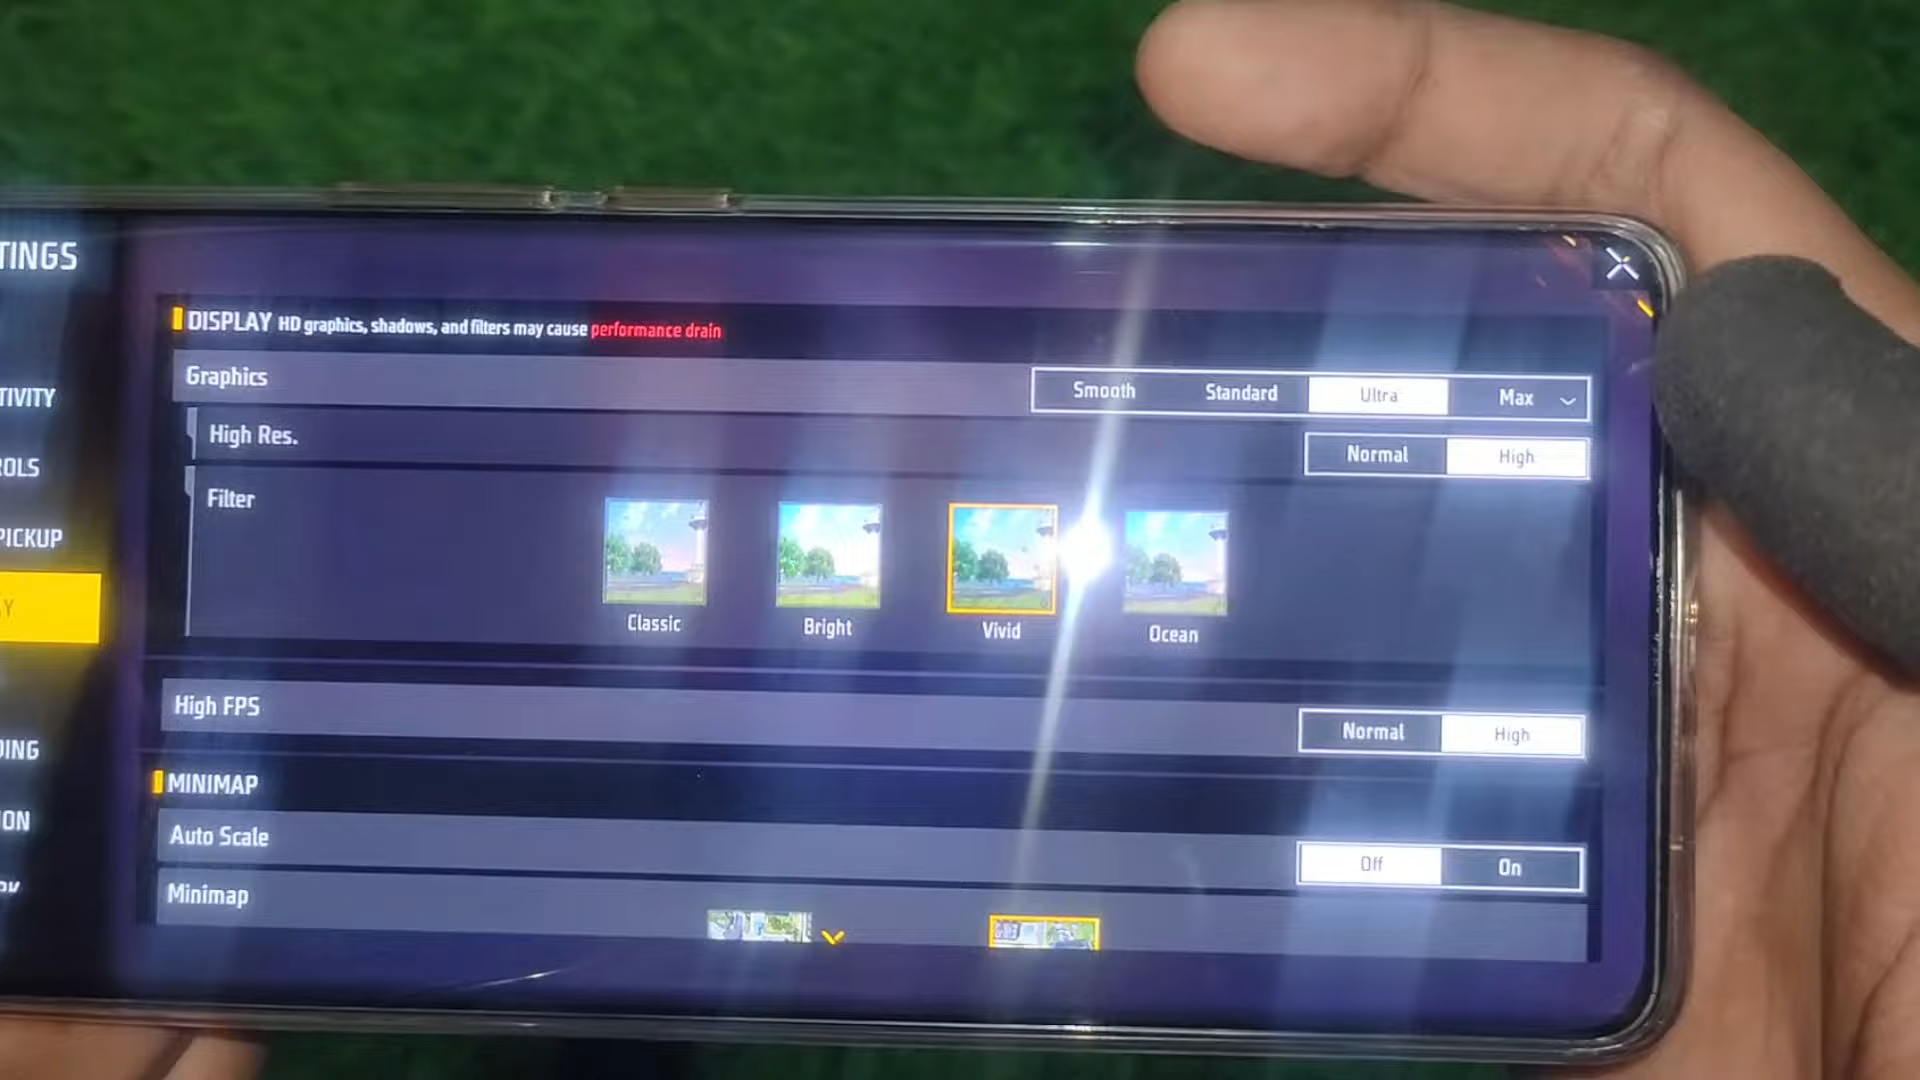 TINGS
TIVITY
ROLS
PICKUP
Y
DING
ION
DISPLAY HD graphics, shadows, and filters may cause performance drain
Graphics
Smooth Standard Ultra Max
High Res.
Normal High
Filter
Classic Bright Vivid Ocean
High FPS
Normal High
MINIMAP
Auto Scale
Off On
Minimap